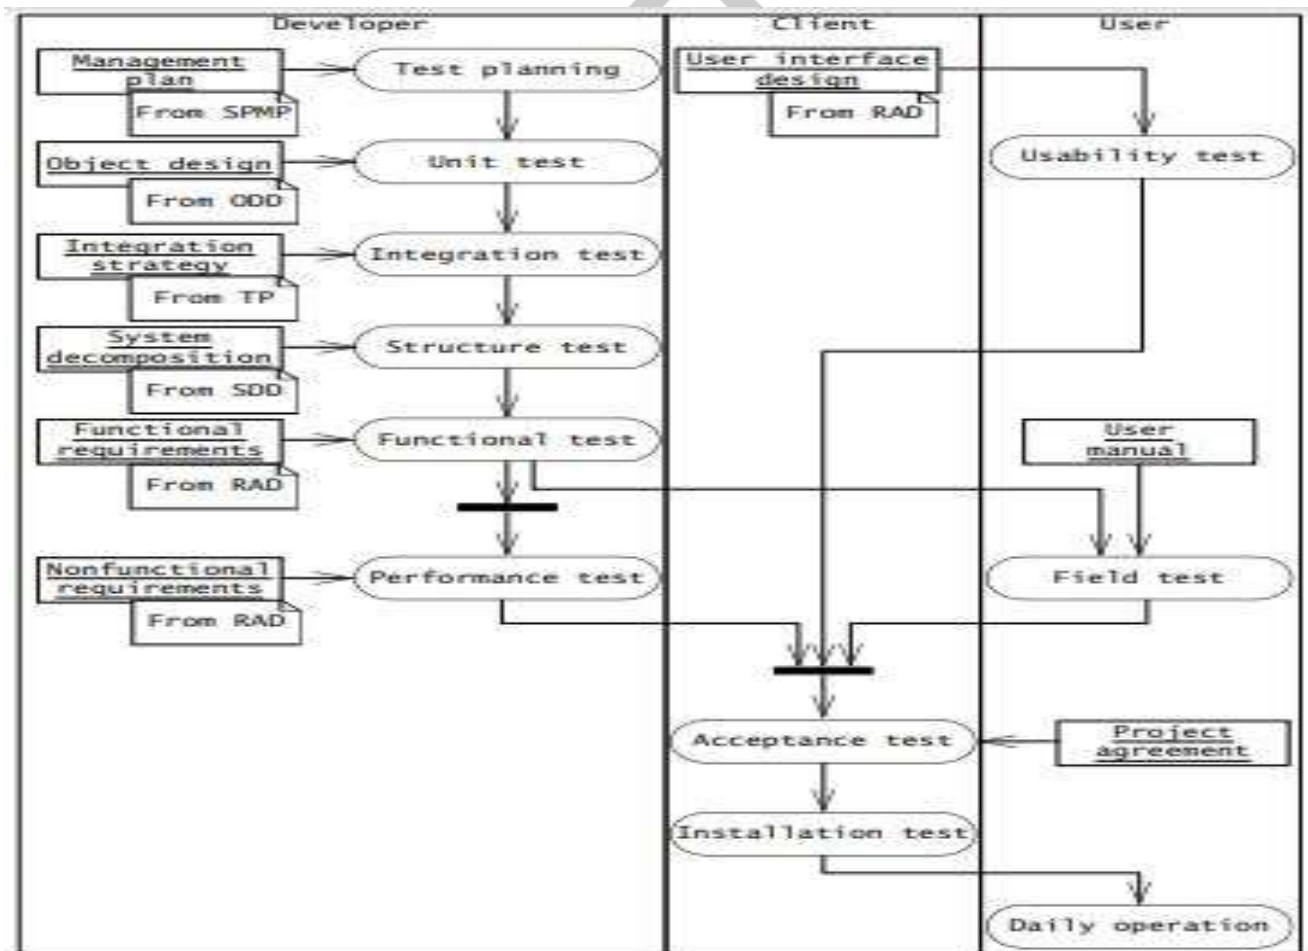 Developer
Client
User
Management
plan
From SPMP
Test planning
User interface
design
From RAD
Usability test
Object design
From ODD
Unit test
Integration
strategy
From TP
Integration test
System
decomposition
From SDD
Structure test
Functional
requirements
From RAD
Functional test
User
manual
Nonfunctional
requirements
From RAD
Performance test
Field test
Acceptance test
Project
agreement
Installation test
Daily operation